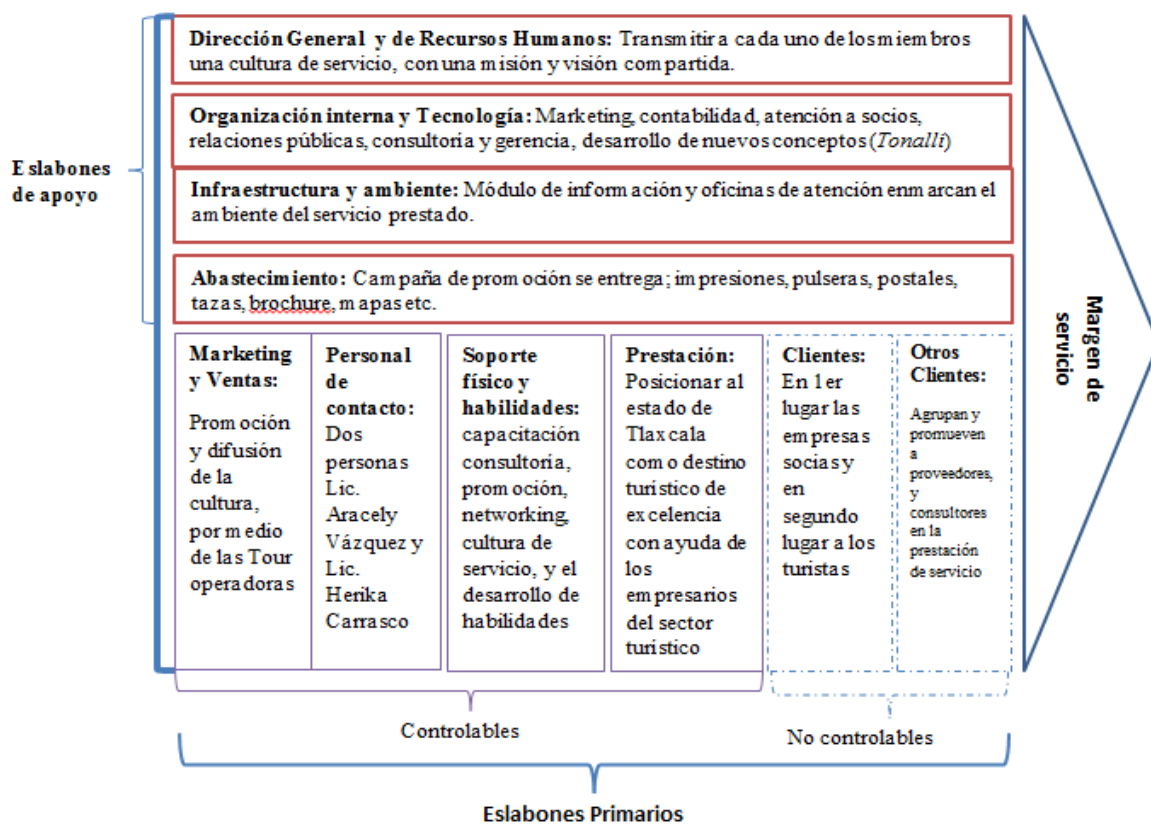 Dirección General y de Recursos Humanos: Transmitir a cada uno de los miembros
una cultura de servicio, con una misión y visión compartida.
Organización interna y Tecnología: Marketing, contabilidad, atención a socios,
relaciones públicas, consultoría y gerencia, desarrollo de nuevos conceptos (Tonalli)
Eslabones
de apoyo
Infraestructura y ambiente: Módulo de información y oficinas de atención enmarcan el
ambiente del servicio prestado.
Abastecimiento: Campaña de promoción se entrega; impresiones, pulseras, postales,
tazas, brochure, mapas etc.
Marketing
y Ventas:
Promoción
y difusión
de la
cultura,
por medio
de las Tour
operadoras
Personal
de
contacto:
Dos
personas
Lic.
Aracely
Vázquez y
Lic.
Herika
Carrasco
Soporte
físico y
habilidades:
capacitación
consultoría,
promoción,
networking,
cultura de
servicio, y el
desarrollo de
habilidades
Prestación:
Posicionar al
estado de
Tlaxcala
como destino
turístico de
excelencia
con ayuda de
los
empresarios
del sector
turístico
Clientes:
En 1er
lugar las
empresas
socias y
en
segundo
lugar a los
turistas
Otros
Clientes:
Agrupan y
promueven
a
proveedores,
y
consultores
en la
prestación
de servicio
Margen de
servicio
Controlables
No controlables
Eslabones Primarios